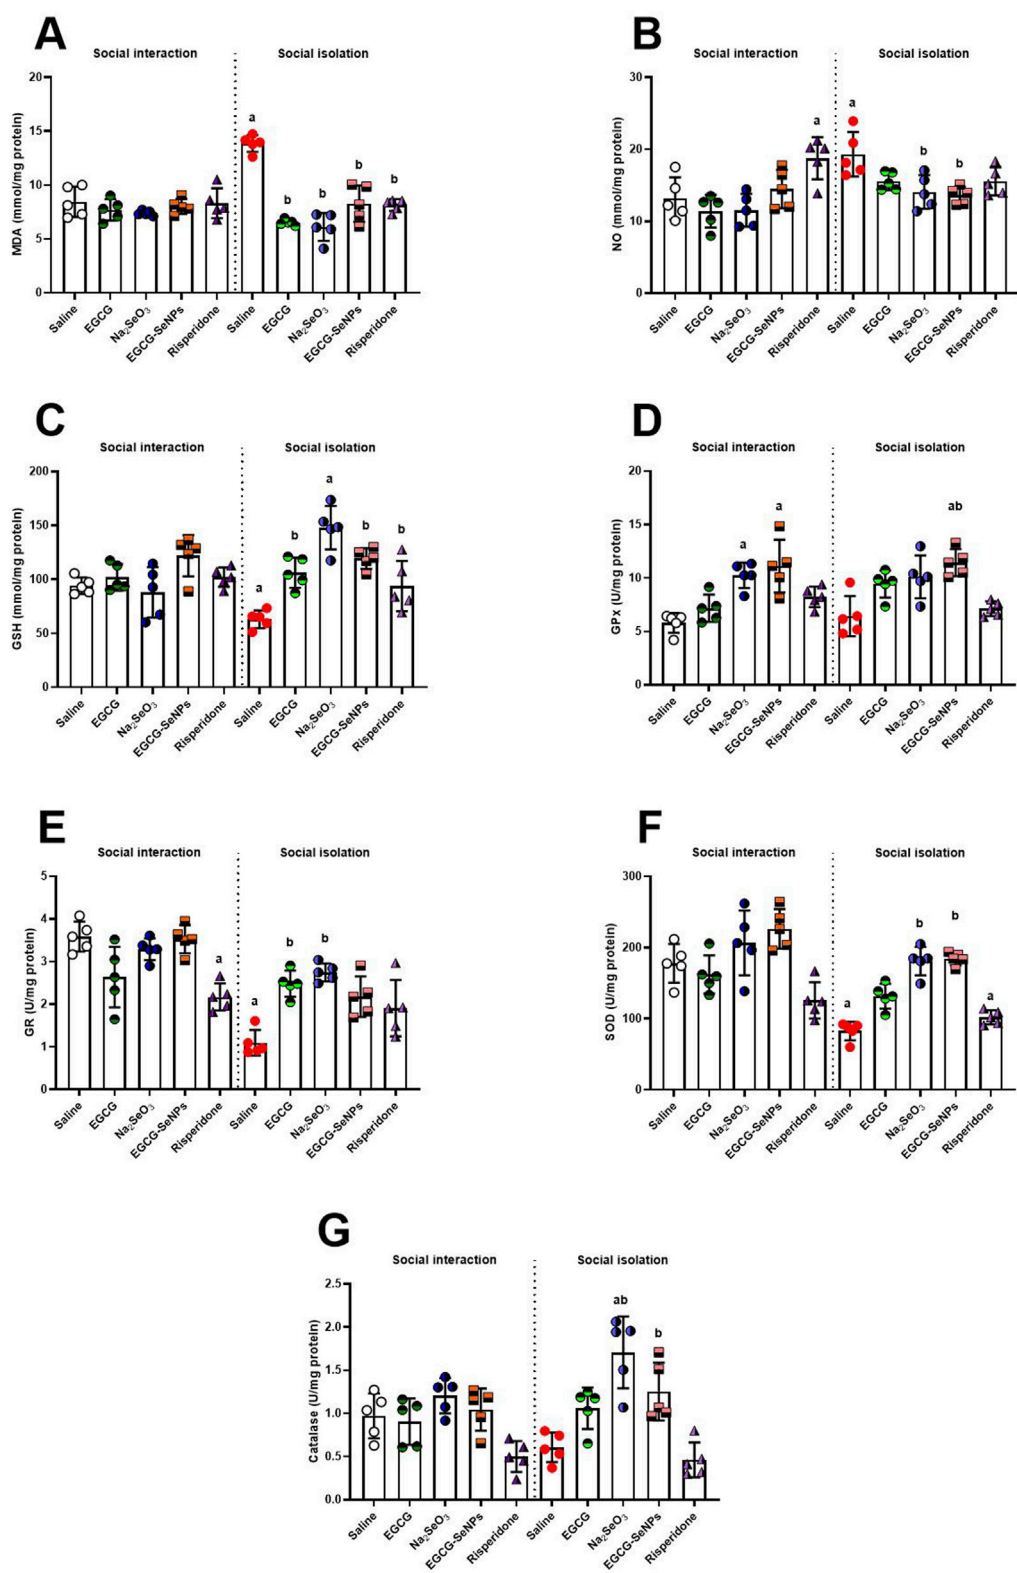 A
Social interaction Social isolation
MDA (mmol/mg protein)
20
15
10
5
0
a
b
b
b
b
Saline
EGCG
Na₂SeO₃
EGCG-SeNPs
Risperidone
Saline
EGCG
Na₂SeO₃
EGCG-SeNPs
Risperidone
B
Social interaction Social isolation
NO (mmol/mg protein)
30
20
10
0
a
a
b
b
Saline
EGCG
Na₂SeO₃
EGCG-SeNPs
Risperidone
Saline
EGCG
Na₂SeO₃
EGCG-SeNPs
Risperidone
C
Social interaction Social isolation
GSH (mmol/mg protein)
200
150
100
50
0
a
b
a
b
b
Saline
EGCG
Na₂SeO₃
EGCG-SeNPs
Risperidone
Saline
EGCG
Na₂SeO₃
EGCG-SeNPs
Risperidone
D
Social interaction Social isolation
GPx (U/mg protein)
20
15
10
5
0
a
a
ab
Saline
EGCG
Na₂SeO₃
EGCG-SeNPs
Risperidone
Saline
EGCG
Na₂SeO₃
EGCG-SeNPs
Risperidone
E
Social interaction Social isolation
GR (U/mg protein)
5
4
3
2
1
0
a
a
b
b
Saline
EGCG
Na₂SeO₃
EGCG-SeNPs
Risperidone
Saline
EGCG
Na₂SeO₃
EGCG-SeNPs
Risperidone
F
Social interaction Social isolation
SOD (U/mg protein)
300
200
100
0
a
b
b
a
Saline
EGCG
Na₂SeO₃
EGCG-SeNPs
Risperidone
Saline
EGCG
Na₂SeO₃
EGCG-SeNPs
Risperidone
G
Social interaction Social isolation
Catalase (U/mg protein)
2.5
2.0
1.5
1.0
0.5
0.0
ab
b
Saline
EGCG
Na₂SeO₃
EGCG-SeNPs
Risperidone
Saline
EGCG
Na₂SeO₃
EGCG-SeNPs
Risperidone